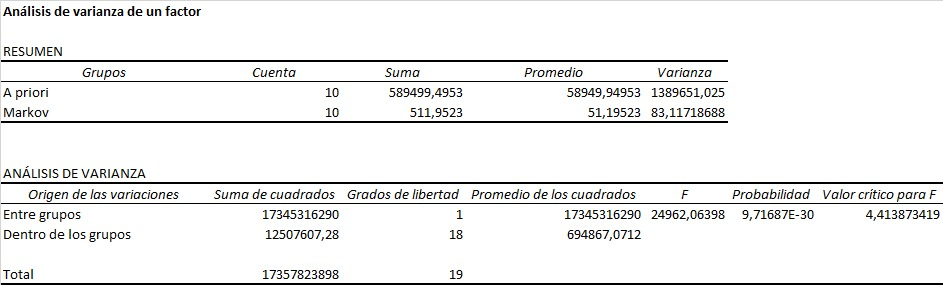 Análisis de varianza de un factor
RESUMEN
Grupos Cuenta Suma Promedio Varianza
A priori 10 589499,4953 58949,94953 1389651,025
Markov 10 511,9523 51,19523 83,11718688
ANÁLISIS DE VARIANZA
Origen de las variaciones Suma de cuadrados Grados de libertad Promedio de los cuadrados F Probabilidad Valor crítico para F
Entre grupos 17345316290 1 17345316290 24962,06398 9,71687E-30 4,413873419
Dentro de los grupos 12507607,28 18 694867,0712
Total 17357823898 19